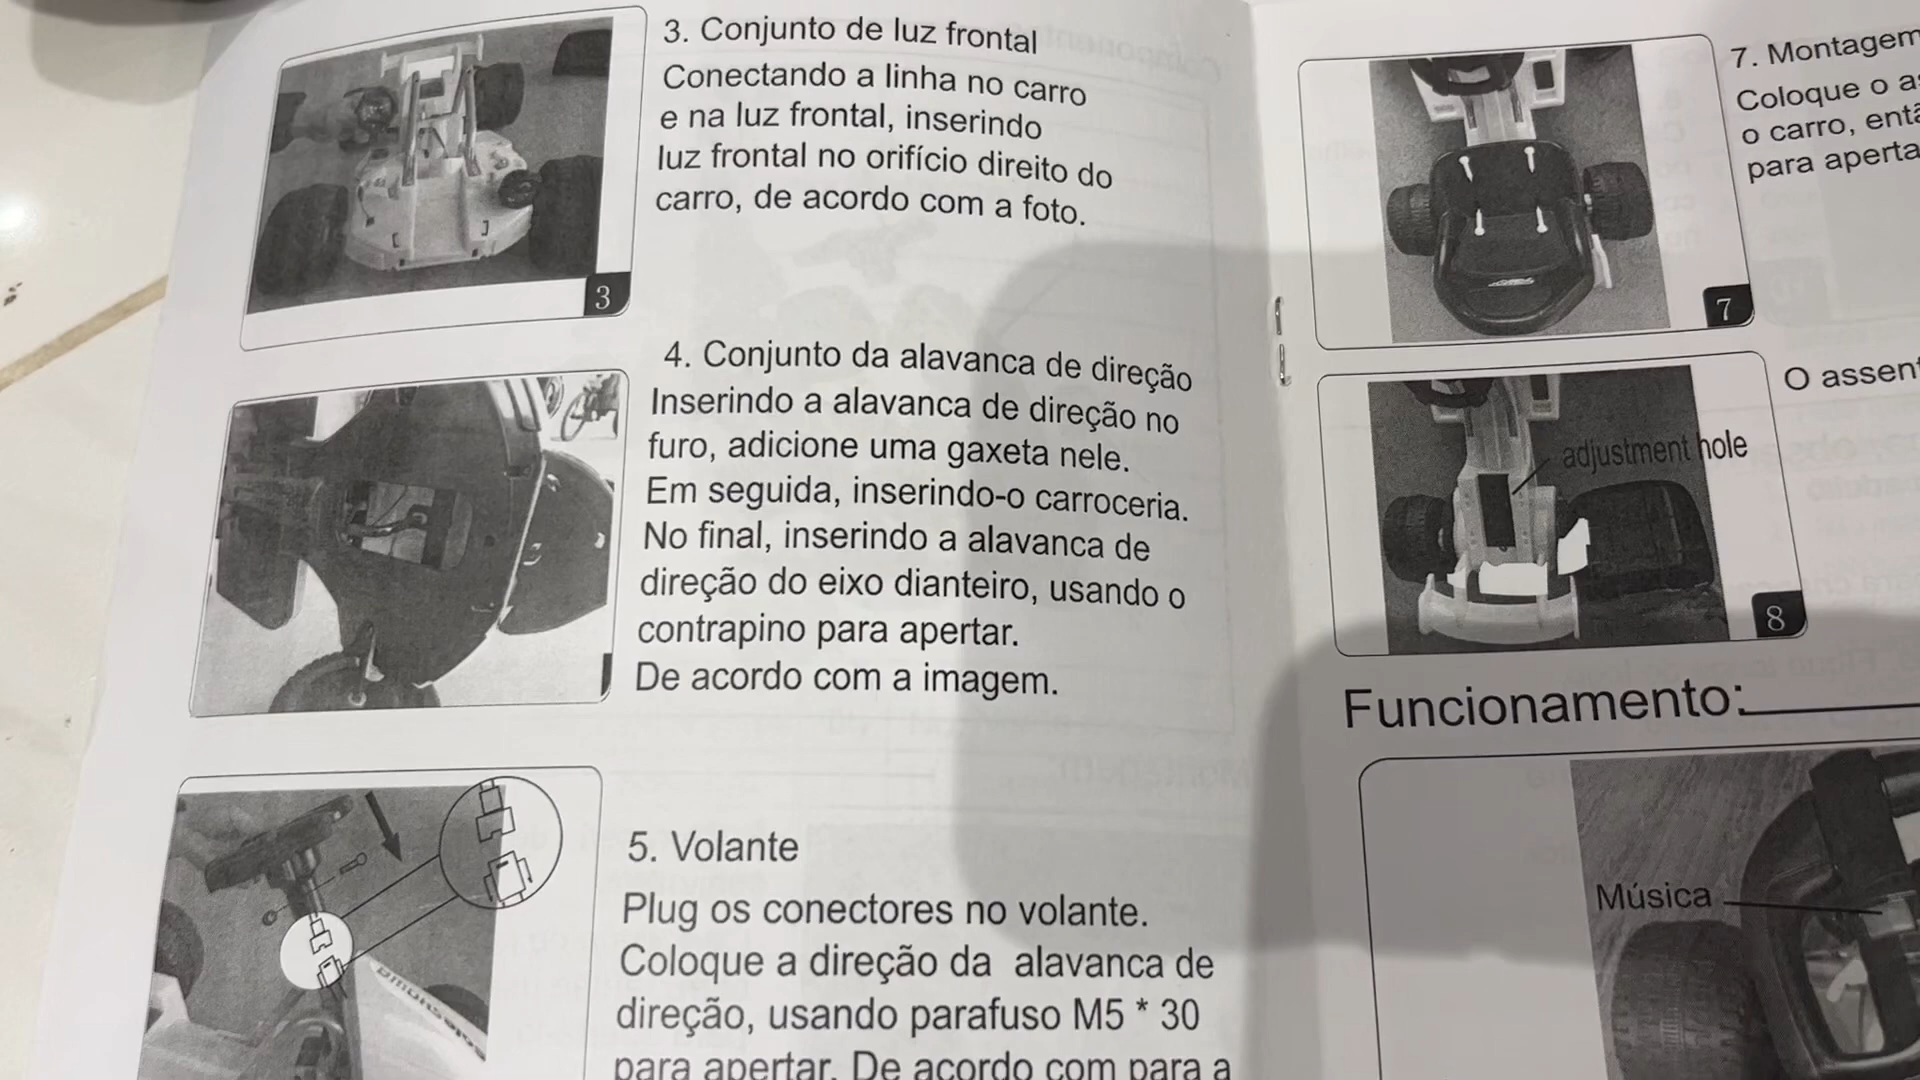 3. Conjunto de luz frontal
Conectando a linha no carro
e na luz frontal, inserindo
luz frontal no orifício direito do
carro, de acordo com a foto.
3
4. Conjunto da alavanca de direção
Inserindo a alavanca de direção no
furo, adicione uma gaxeta nele.
Em seguida, inserindo-o carroceria.
No final, inserindo a alavanca de
direção do eixo dianteiro, usando o
contrapino para apertar.
De acordo com a imagem.
5. Volante
Plug os conectores no volante.
Coloque a direção da alavanca de
direção, usando parafuso M5 * 30
para apertar. De acordo com para a
7. Montagem
Coloque o
o carro,
para
7
O
adjustment hole
8
Funcionamento:
Música